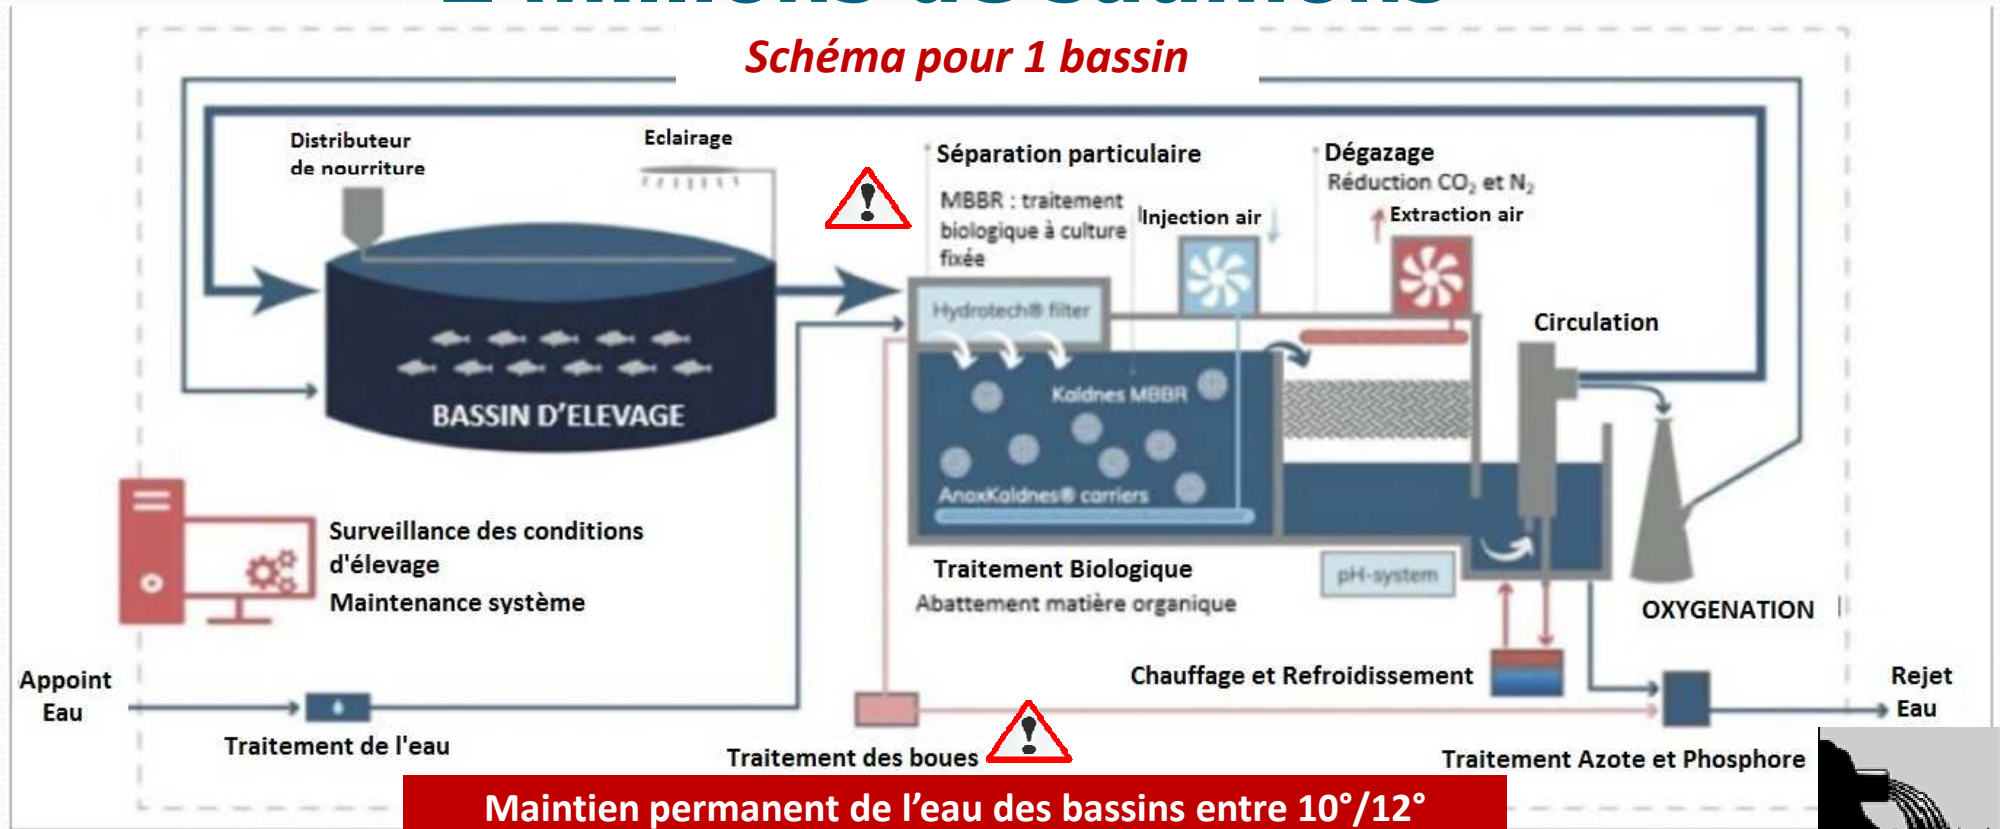 Schéma pour 1 bassin
Distributeur
de nourriture
Eclairage
Séparation particulaire
MBBR : traitement
biologique à culture
fixée
Injection air
Dégazage
Réduction CO₂ et N₂
Extraction air
Hydrotech® filter
Circulation
Kaldnes MBBR
BASSIN D'ELEVAGE
AnoxKaldnes® carriers
Surveillance des conditions
d'élevage
Maintenance système
Traitement Biologique
Abattement matière organique
pH-system
OXYGENATION
Chauffage et Refroidissement
Appoint
Eau
Rejet
Eau
Traitement de l'eau
Traitement des boues
Traitement Azote et Phosphore
Maintien permanent de l’eau des bassins entre 10°/12°